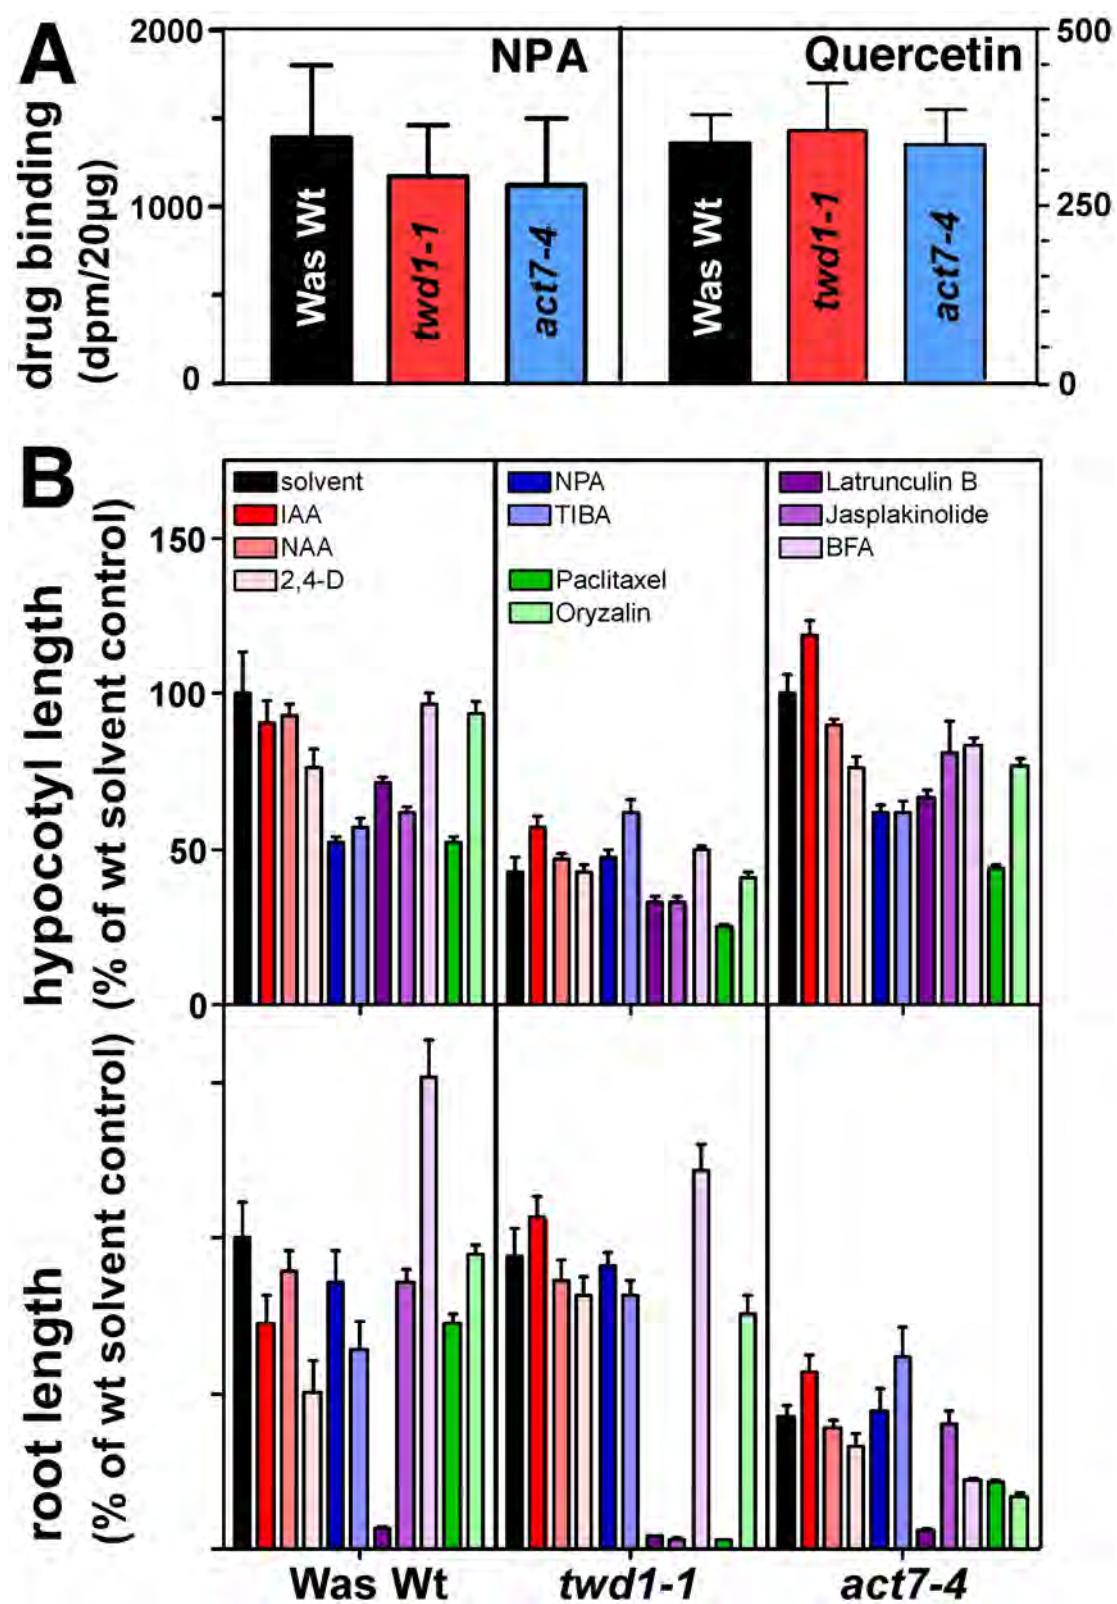 A
NPA
Quercetin
drug binding
(dpm/20µg)
2000
1000
0
500
250
0
Was Wt
twd1-1
act7-4
Was Wt
twd1-1
act7-4
B
hypocotyl length
(% of wt solvent control)
150
100
50
0
solvent
IAA
NAA
2,4-D
NPA
TIBA
Paclitaxel
Oryzalin
Latrunculin B
Jasplakinolide
BFA
root length
(% of wt solvent control)
Was Wt
twd1-1
act7-4